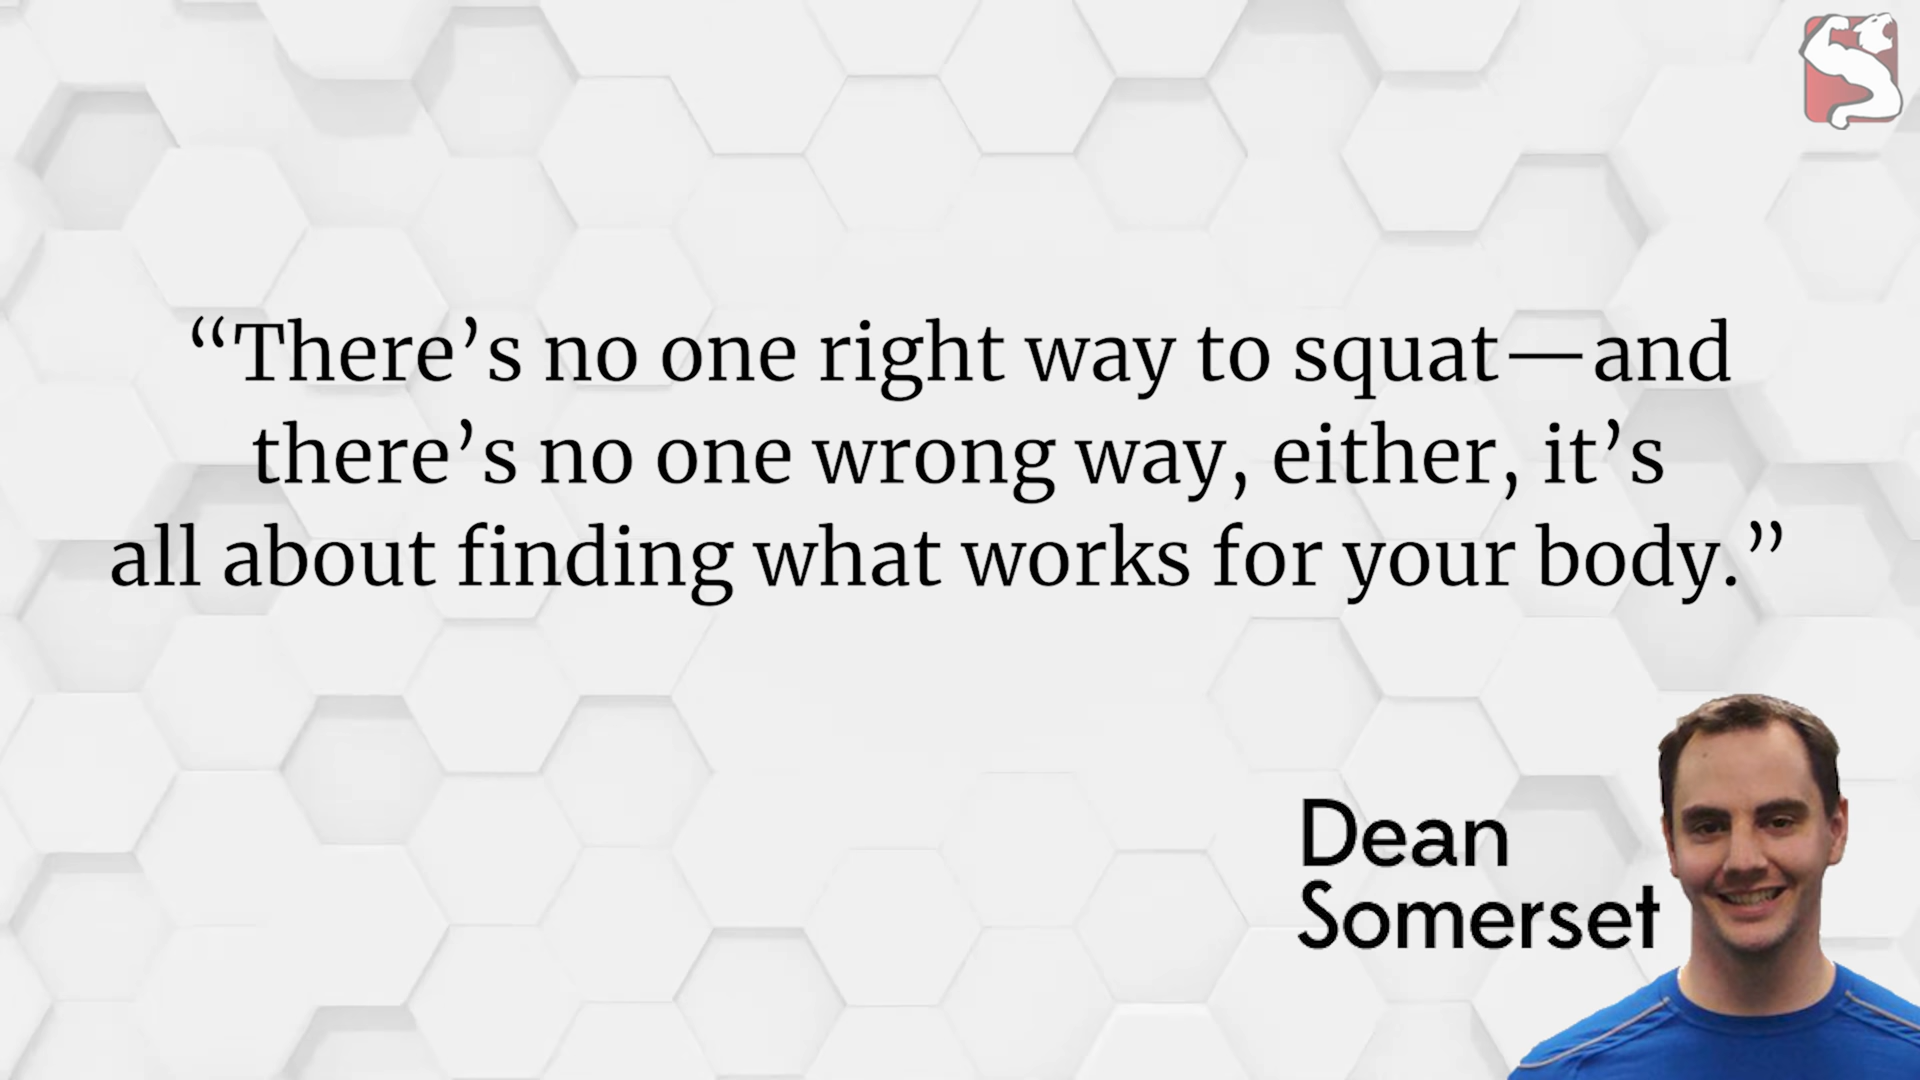 “There’s no one right way to squat—and
there’s no one wrong way, either, it’s
all about finding what works for your body.”
Dean
Somerset